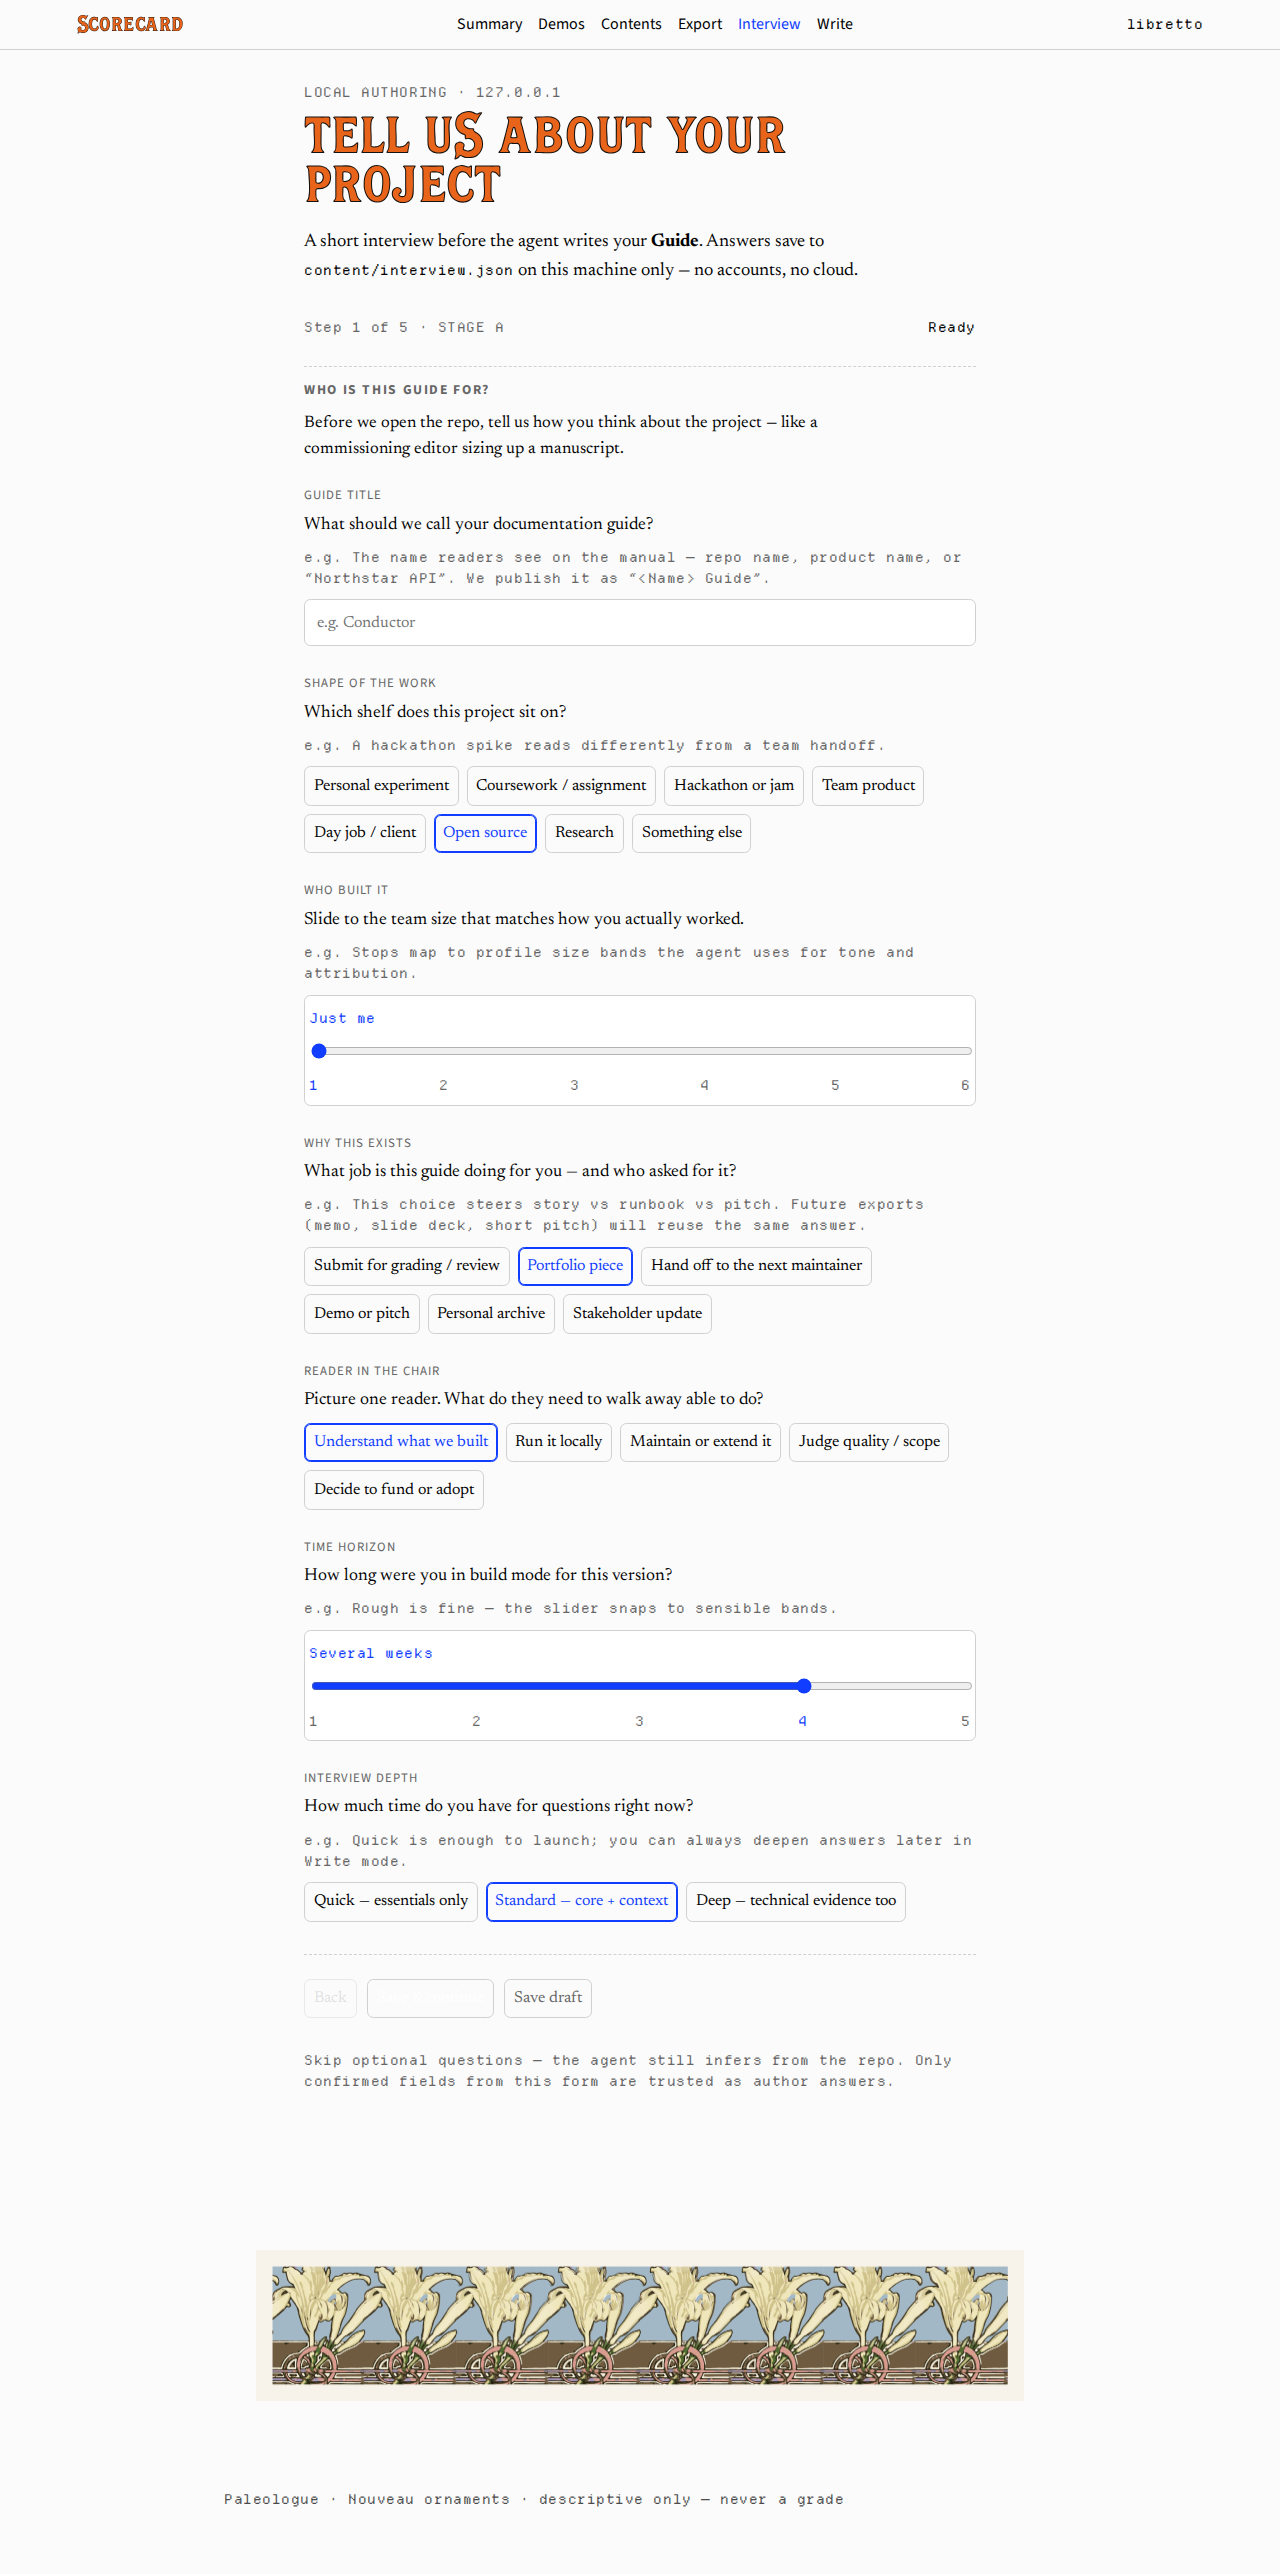 SCORECARD
Summary Demos Contents Export Interview Write
libretto
LOCAL AUTHORING · 127.0.0.1
TELL US ABOUT YOUR
PROJECT
A short interview before the agent writes your Guide. Answers save to
content/interview.json on this machine only — no accounts, no cloud.
Step 1 of 5 · STAGE A
Ready
WHO IS THIS GUIDE FOR?
Before we open the repo, tell us how you think about the project — like a
commissioning editor sizing up a manuscript.
GUIDE TITLE
What should we call your documentation guide?
e.g. The name readers see on the manual — repo name, product name, or
“Northstar API”. We publish it as “<Name> Guide”.
e.g. Conductor
SHAPE OF THE WORK
Which shelf does this project sit on?
e.g. A hackathon spike reads differently from a team handoff.
Personal experiment Coursework / assignment Hackathon or jam Team product
Day job / client Open source Research Something else
WHO BUILT IT
Slide to the team size that matches how you actually worked.
e.g. Stops map to profile size bands the agent uses for tone and
attribution.
Just me
1 2 3 4 5 6
WHY THIS EXISTS
What job is this guide doing for you — and who asked for it?
e.g. This choice steers story vs runbook vs pitch. Future exports
(memo, slide deck, short pitch) will reuse the same answer.
Submit for grading / review Portfolio piece Hand off to the next maintainer
Demo or pitch Personal archive Stakeholder update
READER IN THE CHAIR
Picture one reader. What do they need to walk away able to do?
Understand what we built Run it locally Maintain or extend it Judge quality / scope
Decide to fund or adopt
TIME HORIZON
How long were you in build mode for this version?
e.g. Rough is fine — the slider snaps to sensible bands.
Several weeks
1 2 3 4 5
INTERVIEW DEPTH
How much time do you have for questions right now?
e.g. Quick is enough to launch; you can always deepen answers later in
Write mode.
Quick — essentials only Standard — core + context Deep — technical evidence too
Back Save draft
Skip optional questions — the agent still infers from the repo. Only
confirmed fields from this form are trusted as author answers.
Paleologue · Nouveau ornaments · descriptive only — never a grade